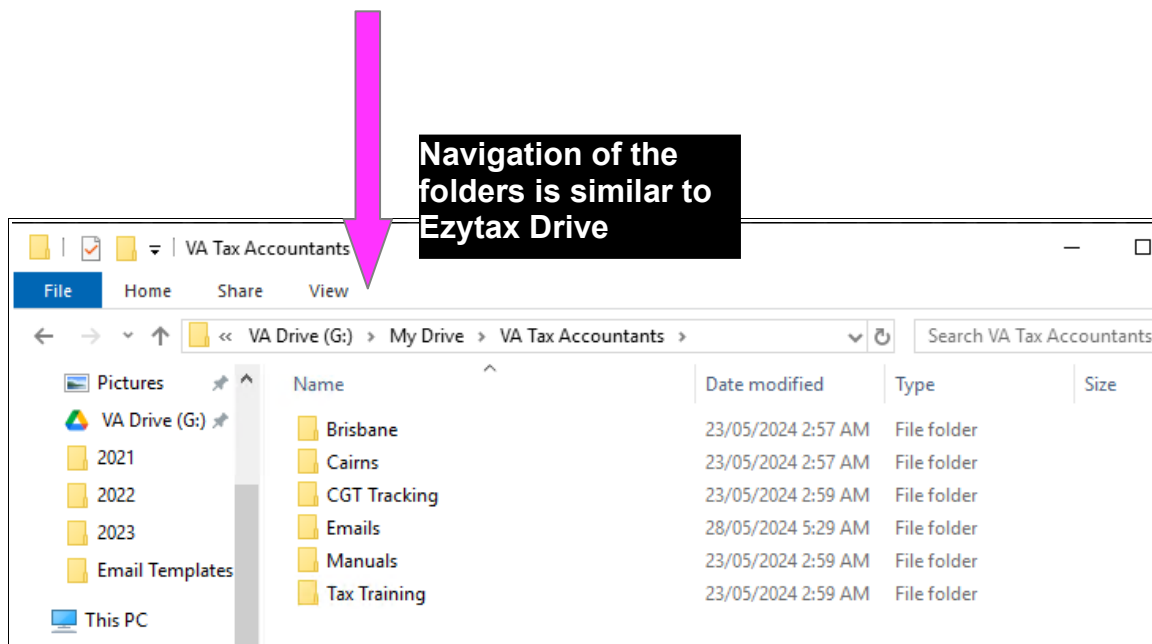 Navigation of the
folders is similar to
Ezytax Drive
VA Tax Accountants
File Home Share View
« VA Drive (G:) > My Drive > VA Tax Accountants > Search VA Tax Accountants
Pictures
VA Drive (G:)
2021
2022
2023
Email Templates
This PC
Name Date modified Type Size
Brisbane 23/05/2024 2:57 AM File folder
Cairns 23/05/2024 2:57 AM File folder
CGT Tracking 23/05/2024 2:59 AM File folder
Emails 28/05/2024 5:29 AM File folder
Manuals 23/05/2024 2:59 AM File folder
Tax Training 23/05/2024 2:59 AM File folder